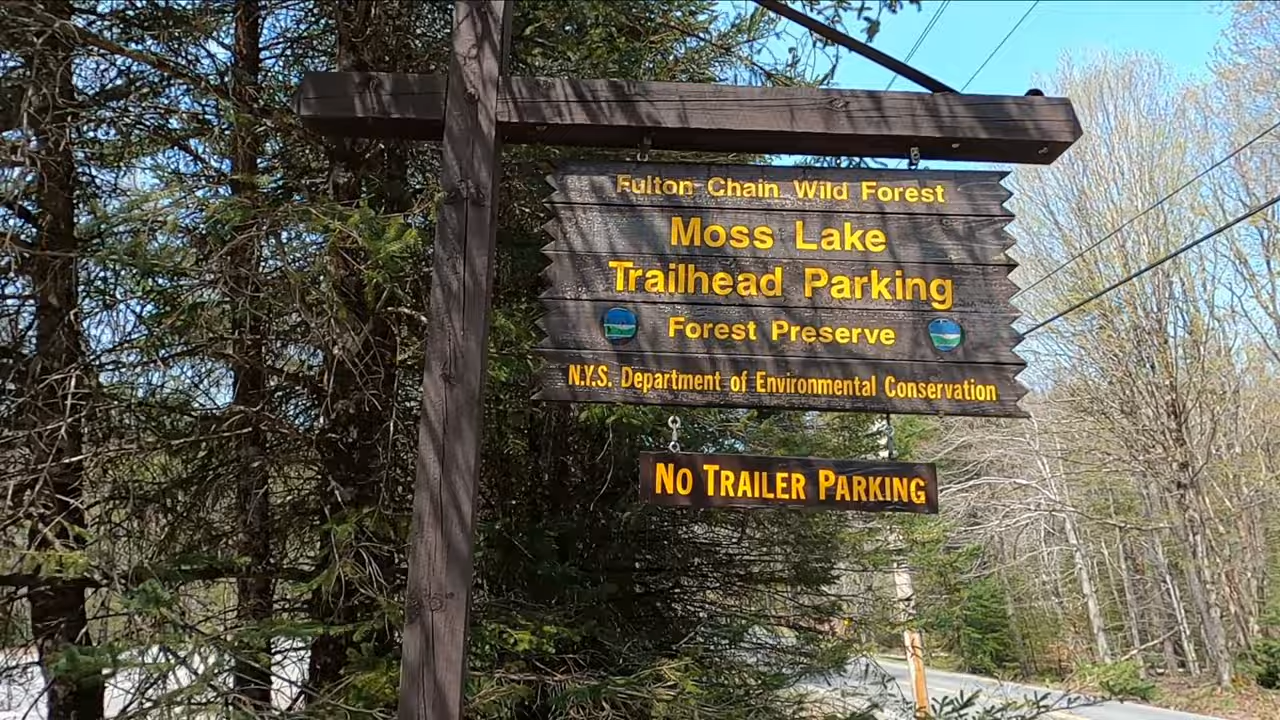 Fulton Chain Wild Forest
Moss Lake
Trailhead Parking
Forest Preserve
N.Y.S. Department of Environmental Conservation
No Trailer Parking